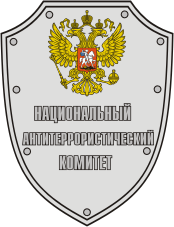 НАЦИОНАЛЬНЫЙ
АНТИТЕРРОРИСТИЧЕСКИЙ
КОМИТЕТ